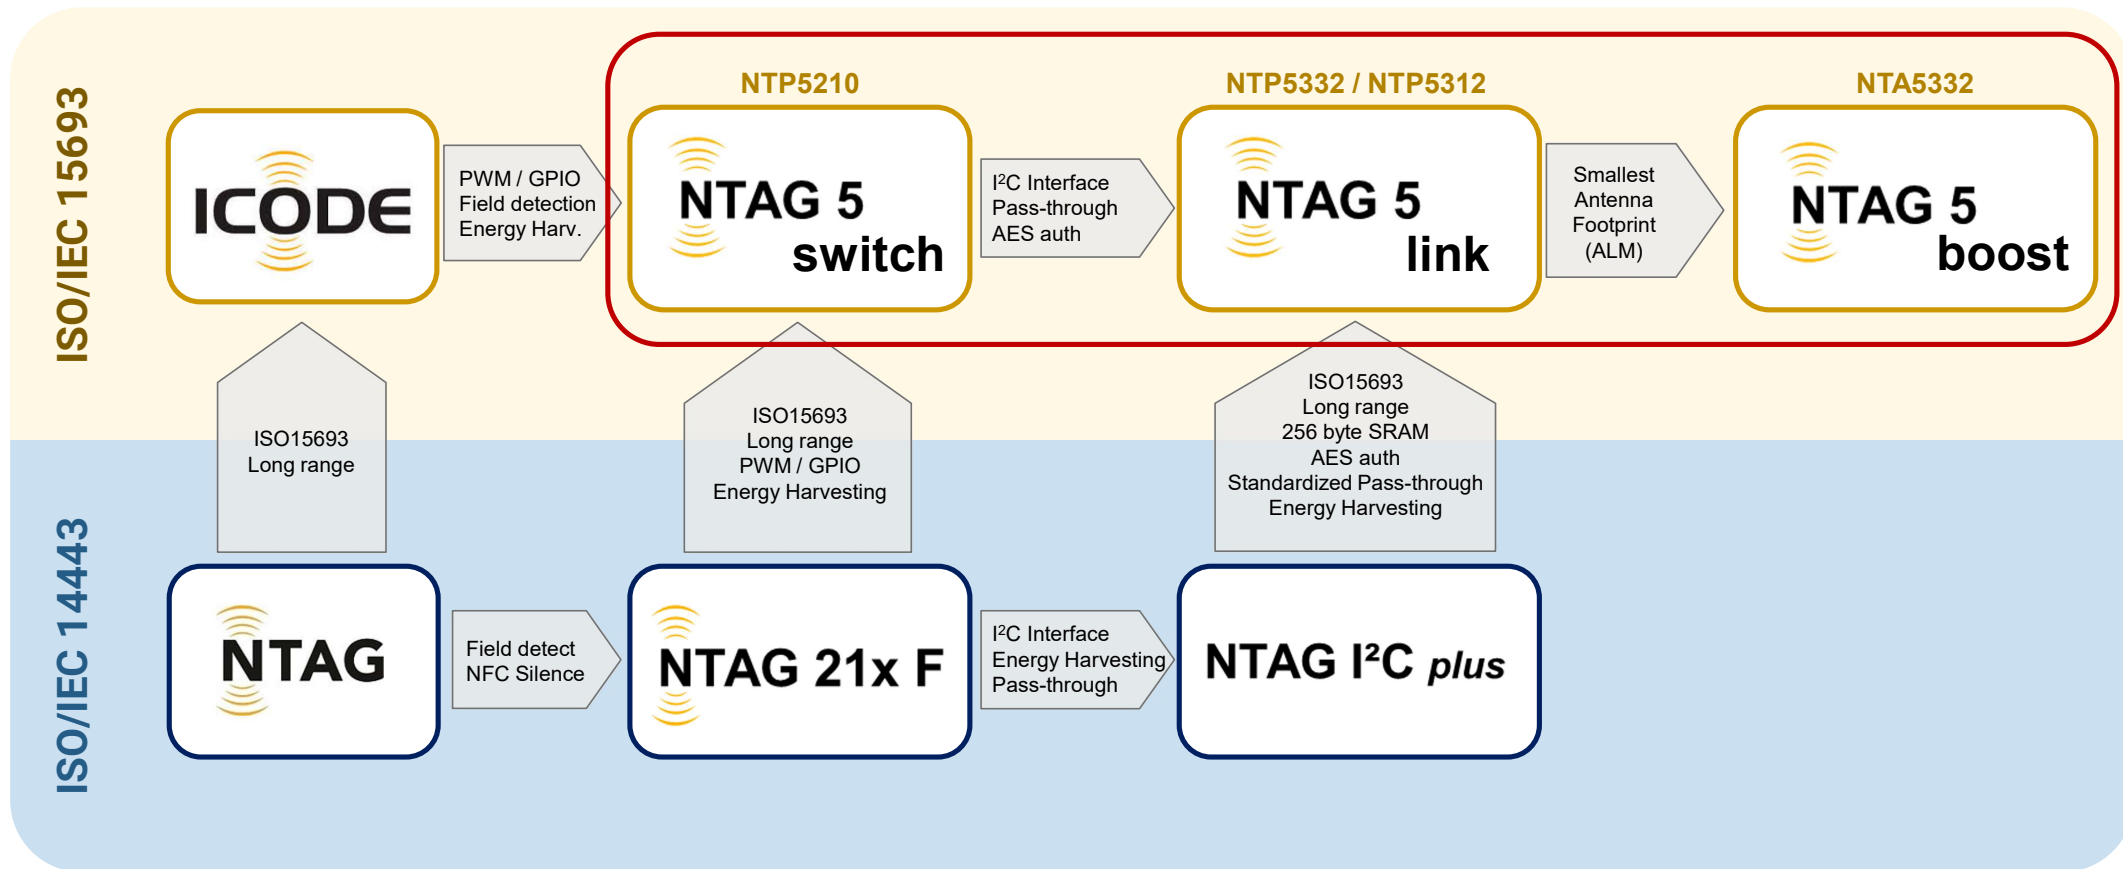 ISO/IEC 15693
NTP5210
NTP5332 / NTP5312
NTA5332
ICODE
PWM / GPIO
Field detection
Energy Harv.
NTAG 5
switch
I²C Interface
Pass-through
AES auth
NTAG 5
link
Smallest
Antenna
Footprint
(ALM)
NTAG 5
boost
ISO15693
Long range
ISO15693
Long range
PWM / GPIO
Energy Harvesting
ISO15693
Long range
256 byte SRAM
AES auth
Standardized Pass-through
Energy Harvesting
ISO/IEC 14443
NTAG
Field detect
NFC Silence
NTAG 21x F
I²C Interface
Energy Harvesting
Pass-through
NTAG I²C plus